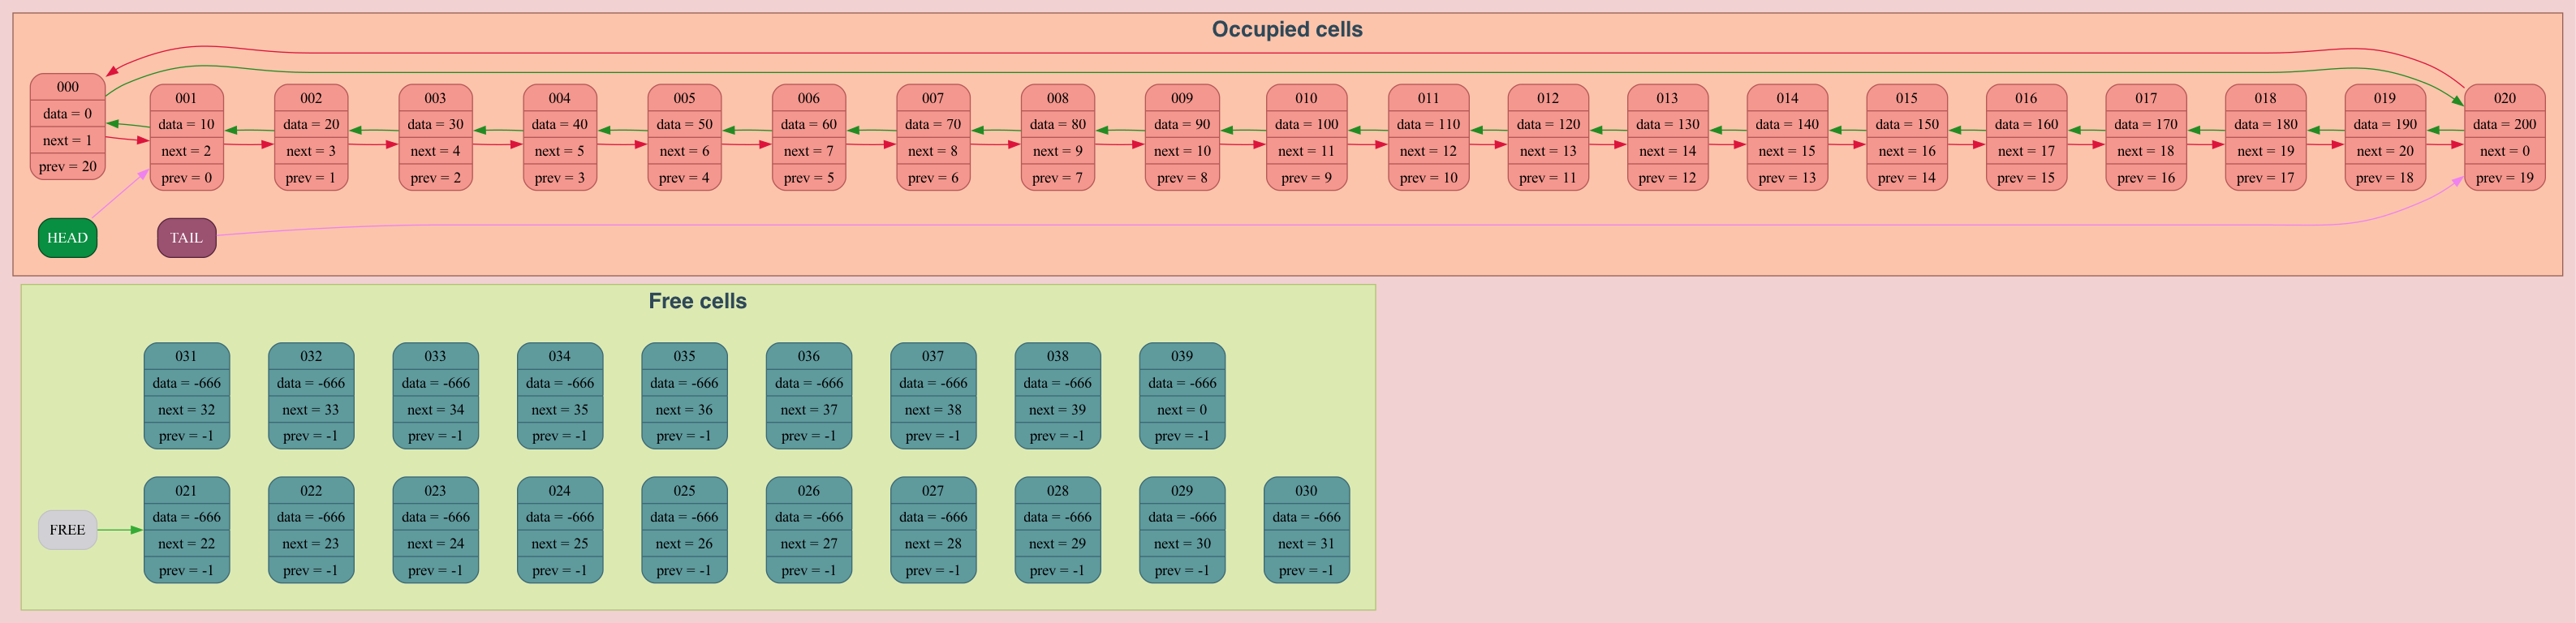 Occupied cells
000
data = 0
next = 1
prev = 20
001
data = 10
next = 2
prev = 0
002
data = 20
next = 3
prev = 1
003
data = 30
next = 4
prev = 2
004
data = 40
next = 5
prev = 3
005
data = 50
next = 6
prev = 4
006
data = 60
next = 7
prev = 5
007
data = 70
next = 8
prev = 6
008
data = 80
next = 9
prev = 7
009
data = 90
next = 10
prev = 8
010
data = 100
next = 11
prev = 9
011
data = 110
next = 12
prev = 10
012
data = 120
next = 13
prev = 11
013
data = 130
next = 14
prev = 12
014
data = 140
next = 15
prev = 13
015
data = 150
next = 16
prev = 14
016
data = 160
next = 17
prev = 15
017
data = 170
next = 18
prev = 16
018
data = 180
next = 19
prev = 17
019
data = 190
next = 20
prev = 18
020
data = 200
next = 0
prev = 19
HEAD
TAIL
Free cells
031
data = -666
next = 32
prev = -1
032
data = -666
next = 33
prev = -1
033
data = -666
next = 34
prev = -1
034
data = -666
next = 35
prev = -1
035
data = -666
next = 36
prev = -1
036
data = -666
next = 37
prev = -1
037
data = -666
next = 38
prev = -1
038
data = -666
next = 39
prev = -1
039
data = -666
next = 0
prev = -1
FREE
021
data = -666
next = 22
prev = -1
022
data = -666
next = 23
prev = -1
023
data = -666
next = 24
prev = -1
024
data = -666
next = 25
prev = -1
025
data = -666
next = 26
prev = -1
026
data = -666
next = 27
prev = -1
027
data = -666
next = 28
prev = -1
028
data = -666
next = 29
prev = -1
029
data = -666
next = 30
prev = -1
030
data = -666
next = 31
prev = -1